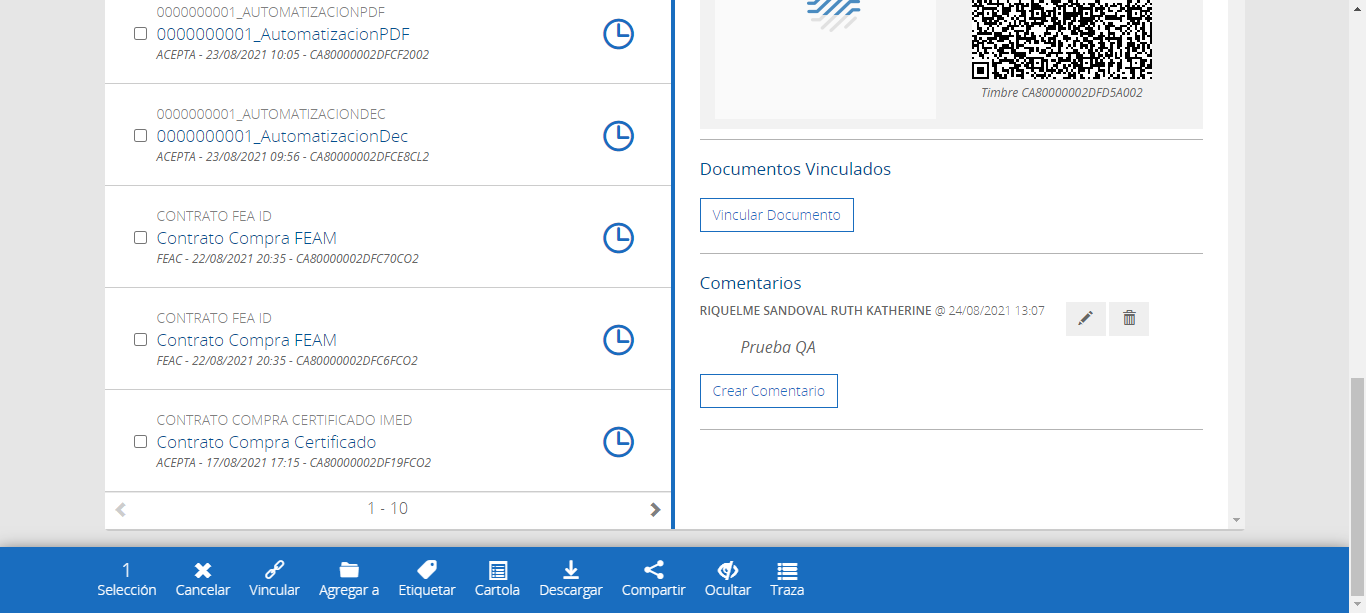 0000000001_AUTOMATIZACIONPDF
0000000001_AutomatizacionPDF
ACEPTA - 23/08/2021 10:05 - CA80000002DFCF2002
0000000001_AUTOMATIZACIONDEC
0000000001_AutomatizacionDec
ACEPTA - 23/08/2021 09:56 - CA80000002DFCE8CL2
CONTRATO FEA ID
Contrato Compra FEAM
FEAC - 22/08/2021 20:35 - CA80000002DFC70CO2
CONTRATO FEA ID
Contrato Compra FEAM
FEAC - 22/08/2021 20:35 - CA80000002DFC6FCO2
CONTRATO COMPRA CERTIFICADO IMED
Contrato Compra Certificado
ACEPTA - 17/08/2021 17:15 - CA80000002DF19FCO2
1 - 10
Timbre CA80000002DFD5A002
Documentos Vinculados
Vincular Documento
Comentarios
RIQUELME SANDOVAL RUTH KATHERINE @ 24/08/2021 13:07
Prueba QA
Crear Comentario
1
Selección
Cancelar
Vincular
Agregar a
Etiquetar
Cartola
Descargar
Compartir
Ocultar
Traza